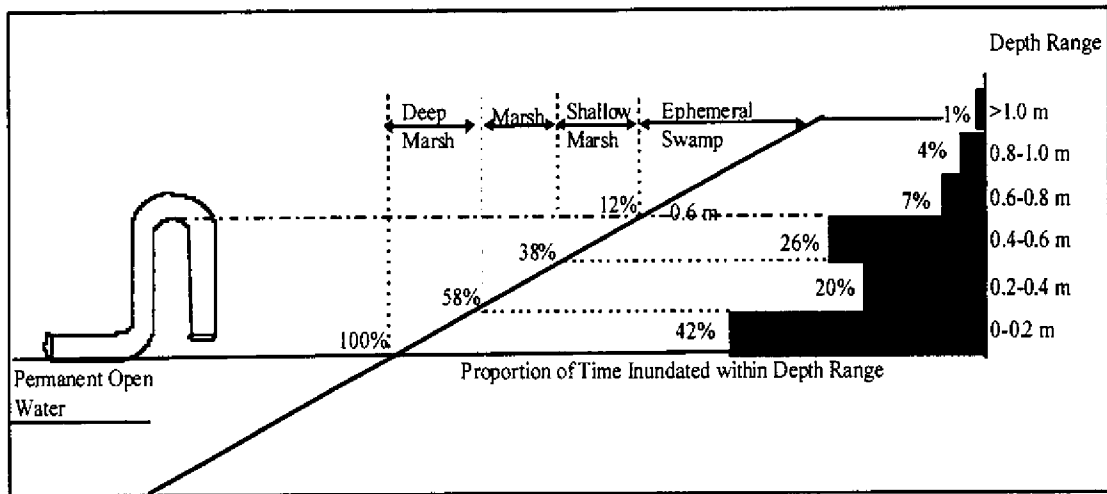 Depth Range
Deep Marsh
Marsh
Shallow Marsh
Ephemeral Swamp
1% >1.0 m
4% 0.8-1.0 m
7% 0.6-0.8 m
12% 0.6 m
26% 0.4-0.6 m
38%
20% 0.2-0.4 m
58%
42% 0-0.2 m
100%
Permanent Open Water
Proportion of Time Inundated within Depth Range